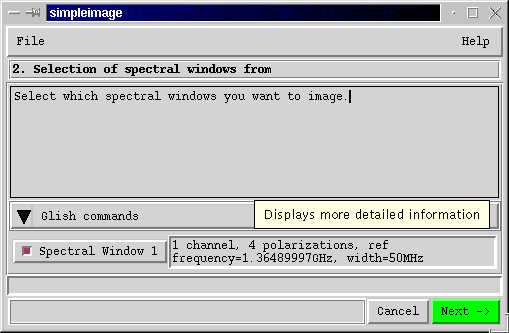 simpleimage
File Help
2. Selection of spectral windows from
Select which spectral windows you want to image.
Glish commands
Displays more detailed information
Spectral Window 1
1 channel, 4 polarizations, ref
frequency=1.36489997GHz, width=50MHz
Cancel Next ->